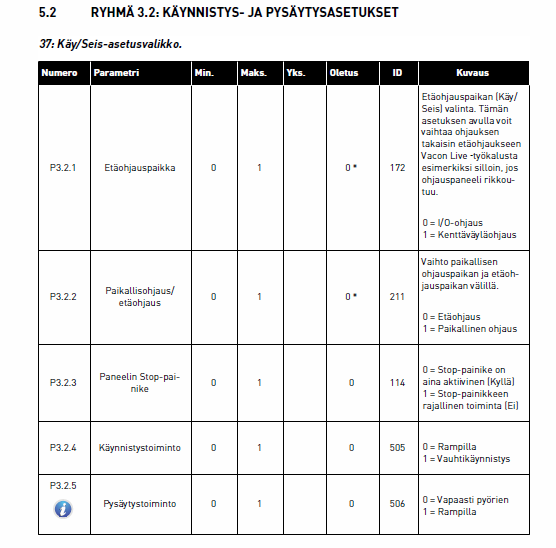 5.2 RYHMÄ 3.2: KÄYNNISTYS- JA PYSÄYTYSASETUKSET
37: Käy/Seis-asetusvalikko.
Numero Parametri Min. Maks. Yks. Oletus ID Kuvaus
P3.2.1 Etäohjauspaikka 0 1 0 * 172
Etäohjauspaikan (Käy/
Seis) valinta. Tämän
asetuksen avulla voit
vaihtaa ohjauksen
takaisin etäohjaukseen
Vacon Live -työkalusta
esimerkiksi silloin, jos
ohjauspaneeli rikkou-
tuu.
0 = I/O-ohjaus
1 = Kenttäväyläohjaus
P3.2.2
Paikallisohjaus/
etäohjaus
0 1 0 * 211
Vaihto paikallisen
ohjauspaikan ja etäoh-
jauspaikan välillä.
0 = Etäohjaus
1 = Paikallinen ohjaus
P3.2.3
Paneelin Stop-pai-
nike
0 1 0 114
0 = Stop-painike on
aina aktiivinen (Kyllä)
1 = Stop-painikkeen
rajallinen toiminta (Ei)
P3.2.4 Käynnistystoiminto 0 1 0 505
0 = Rampilla
1 = Vauhtikäynnistys
P3.2.5
i
Pysäytystoiminto 0 1 0 506
0 = Vapaasti pyörien
1 = Rampilla